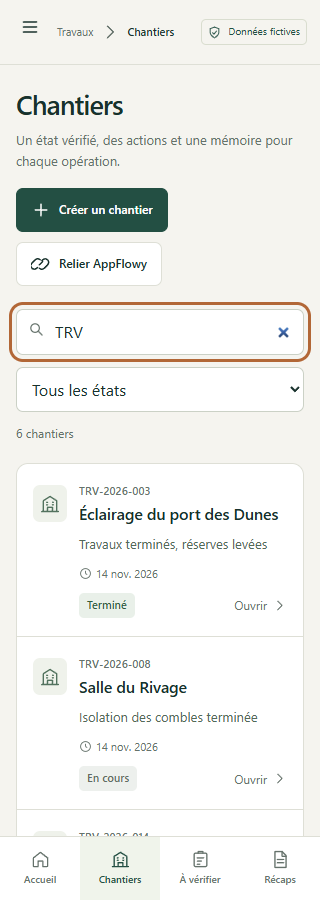 Travaux > Chantiers
Données fictives
Chantiers
Un état vérifié, des actions et une mémoire pour
chaque opération.
Créer un chantier
Relier AppFlowy
TRV
Tous les états
6 chantiers
TRV-2026-003
Éclairage du port des Dunes
Travaux terminés, réserves levées
14 nov. 2026
Terminé
Ouvrir
TRV-2026-008
Salle du Rivage
Isolation des combles terminée
14 nov. 2026
En cours
Ouvrir
Accueil
Chantiers
À vérifier
Récaps